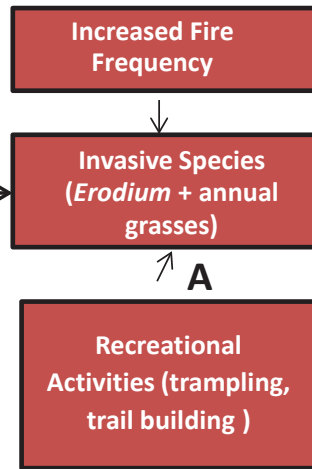 Increased Fire
Frequency
Invasive Species
(Erodium + annual
grasses)
A
Recreational
Activities (trampling,
trail building )